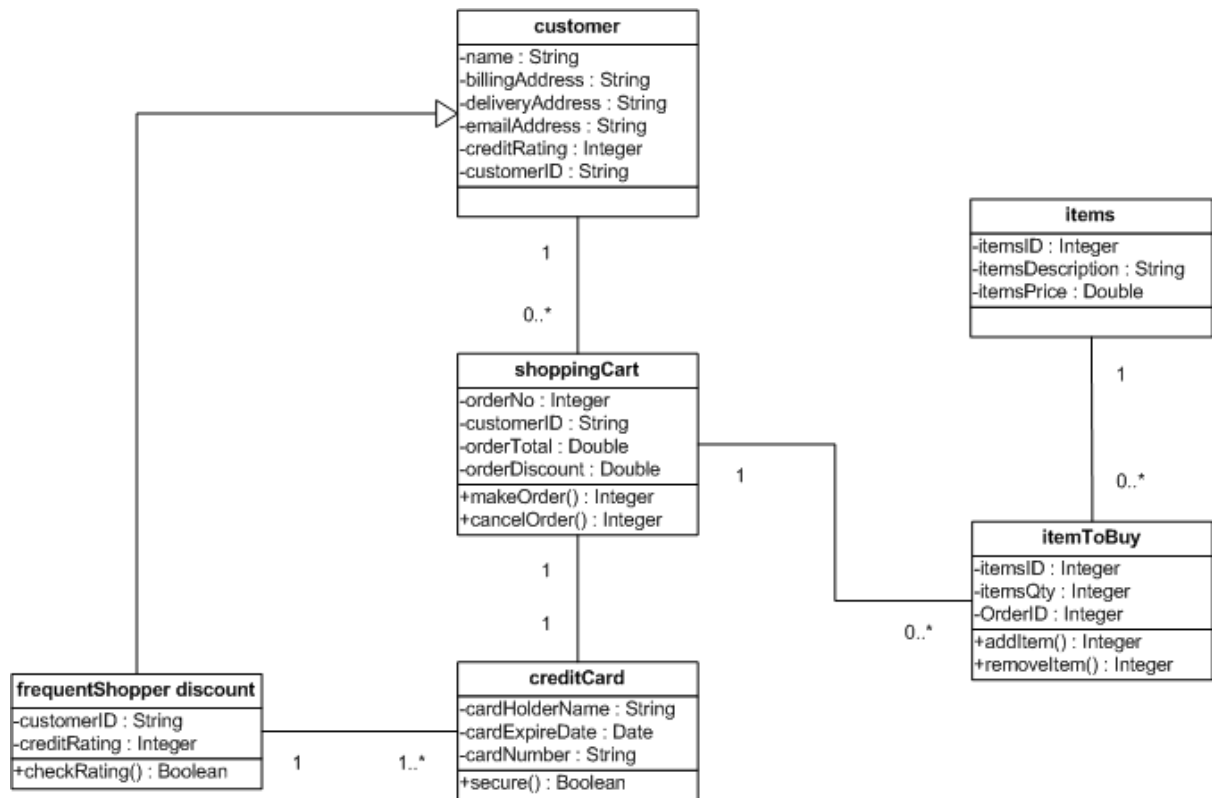 customer
-name : String
-billingAddress : String
-deliveryAddress : String
-emailAddress : String
-creditRating : Integer
-customerID : String
1
0..*
items
-itemsID : Integer
-itemsDescription : String
-itemsPrice : Double
1
0..*
shoppingCart
-orderNo : Integer
-customerID : String
-orderTotal : Double
-orderDiscount : Double
+makeOrder() : Integer
+cancelOrder() : Integer
1
0..*
itemToBuy
-itemsID : Integer
-itemsQty : Integer
-OrderID : Integer
+addItem() : Integer
+removeItem() : Integer
1
1
frequentShopper discount
-customerID : String
-creditRating : Integer
+checkRating() : Boolean
1
1..*
creditCard
-cardHolderName : String
-cardExpireDate : Date
-cardNumber : String
+secure() : Boolean